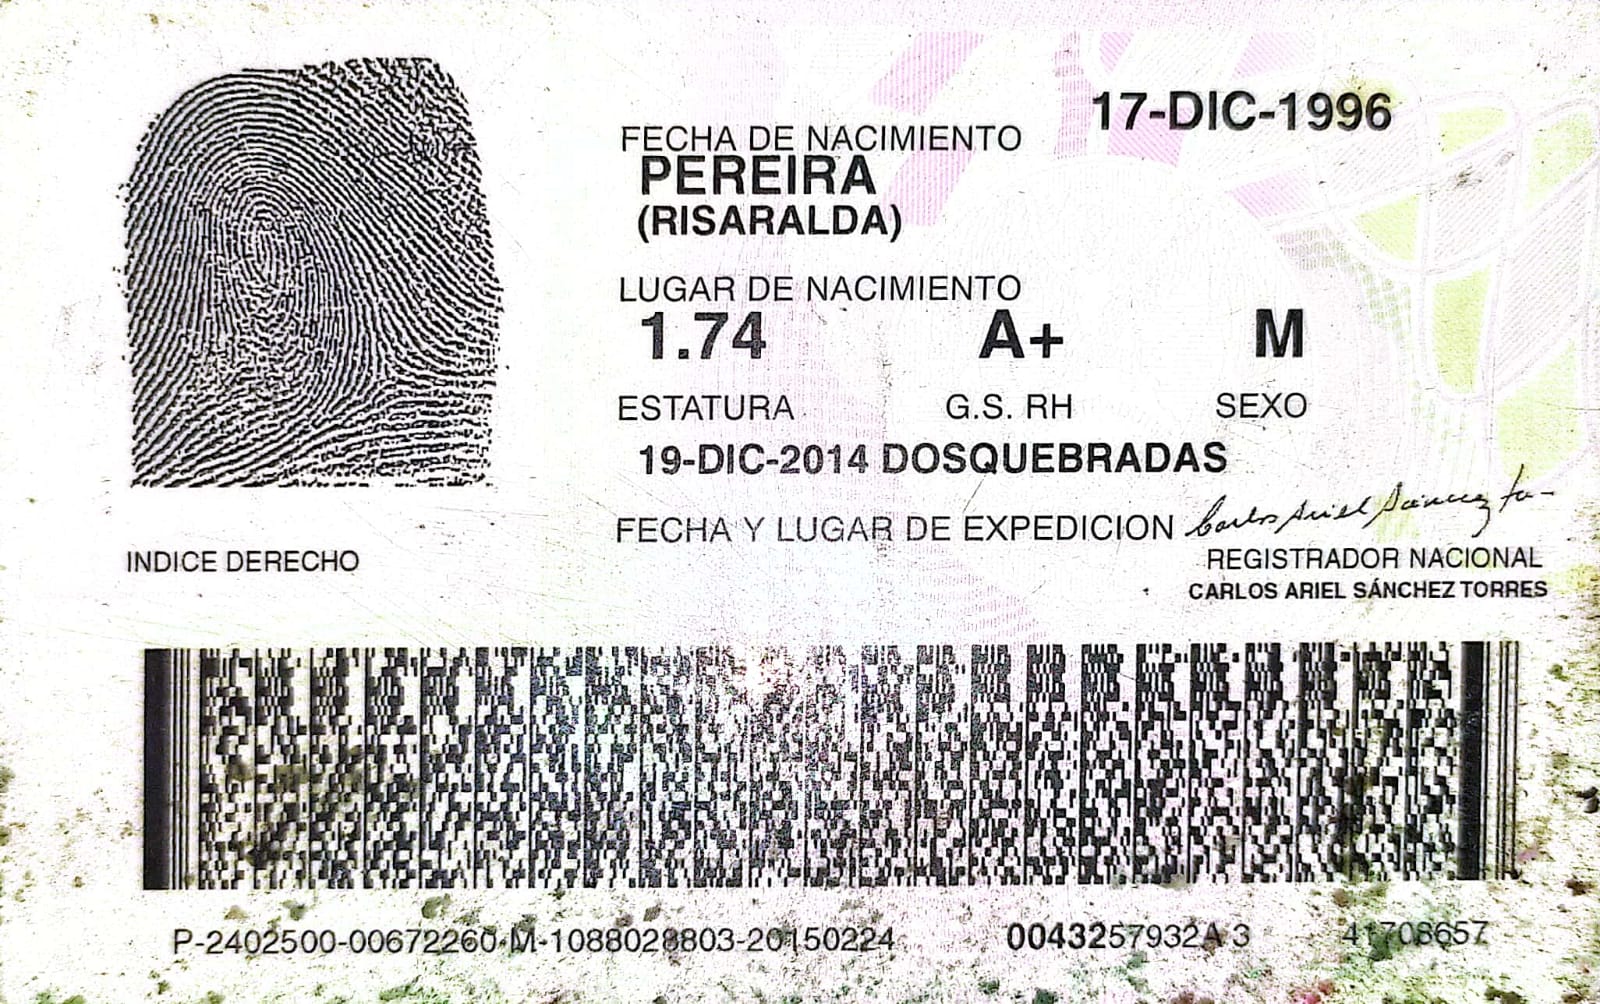 17-DIC-1996
FECHA DE NACIMIENTO
PEREIRA
(RISARALDA)
LUGAR DE NACIMIENTO
1.74 A+ M
ESTATURA G.S. RH SEXO
19-DIC-2014 DOSQUEBRADAS
FECHA Y LUGAR DE EXPEDICION
Carlos Ariel Sánchez To-
INDICE DERECHO
REGISTRADOR NACIONAL
CARLOS ARIEL SÁNCHEZ TORRES
P-2402500-00672260-M-1088028803-20150224 0043257932A 3 41708657